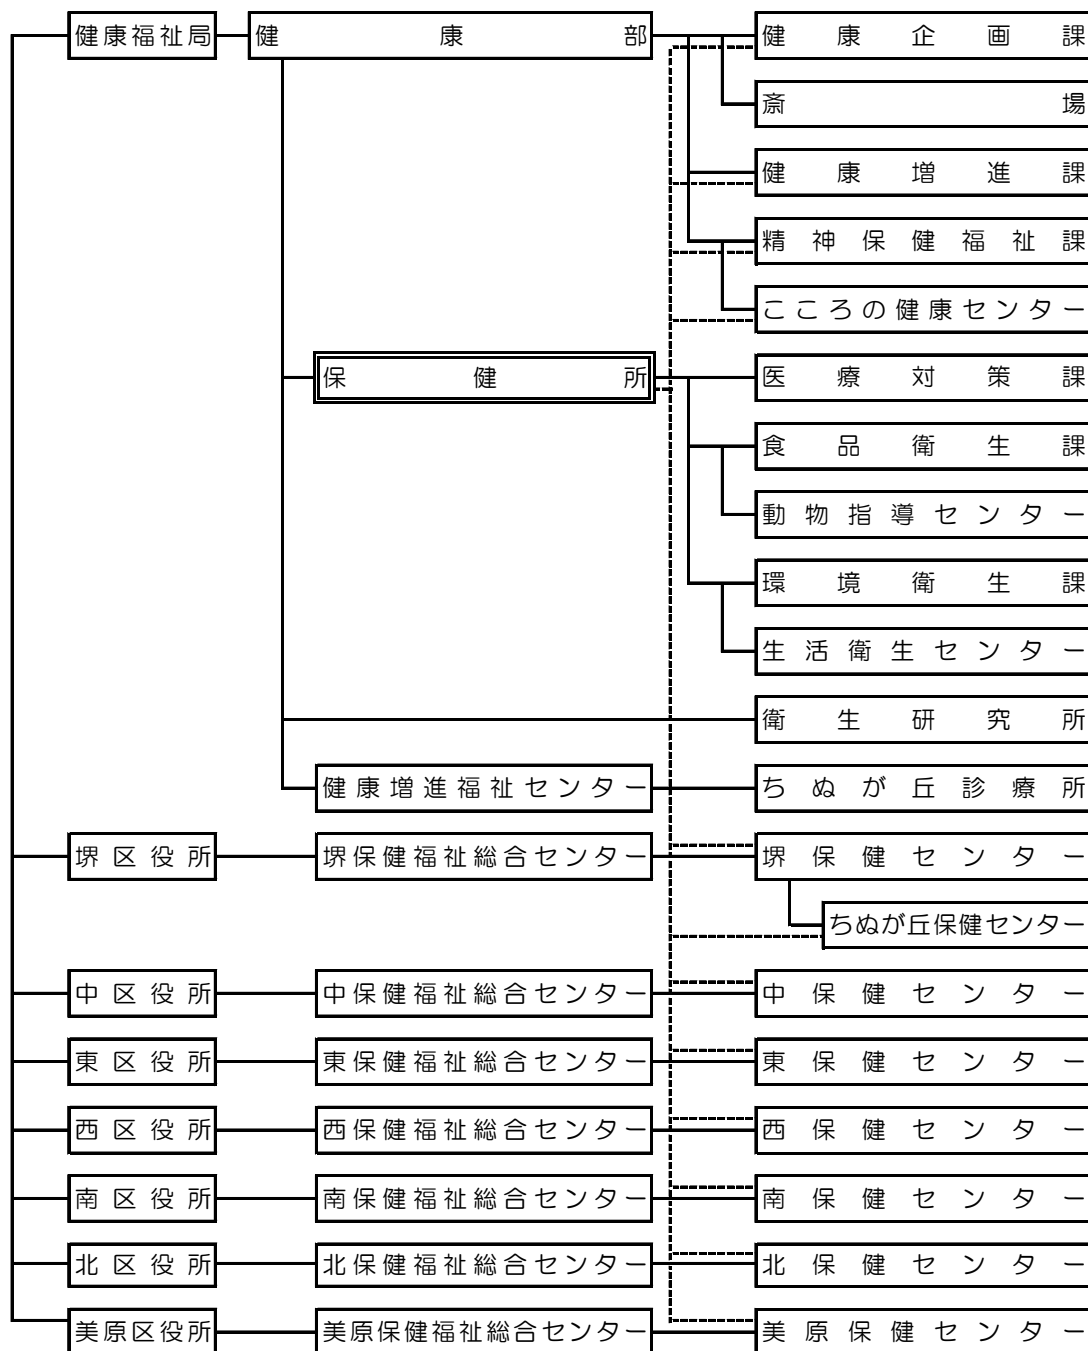 健康福祉局 健康部 健康企画課
斎場
健康増進課
精神保健福祉課
こころの健康センター
保健所 医療対策課
食品衛生課
動物指導センター
環境衛生課
生活衛生センター
衛生研究所
健康増進福祉センター ちぬが丘診療所
堺区役所 堺保健福祉総合センター 堺保健センター
ちぬが丘保健センター
中区役所 中保健福祉総合センター 中保健センター
東区役所 東保健福祉総合センター 東保健センター
西区役所 西保健福祉総合センター 西保健センター
南区役所 南保健福祉総合センター 南保健センター
北区役所 北保健福祉総合センター 北保健センター
美原区役所 美原保健福祉総合センター 美原保健センター